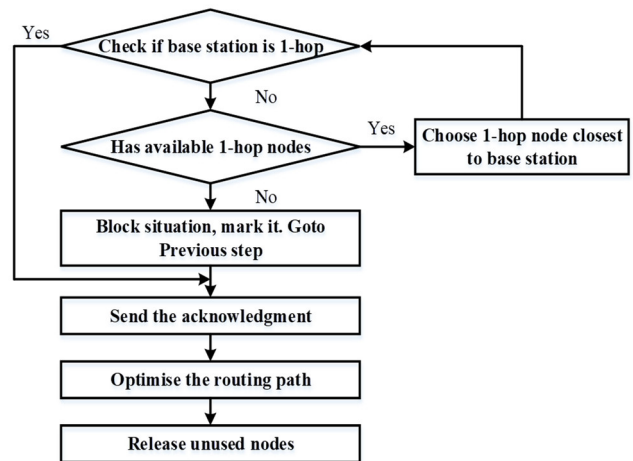 Yes
Check if base station is 1-hop
No
Has available 1-hop nodes
Yes
Choose 1-hop node closest
to base station
No
Block situation, mark it. Goto
Previous step
Send the acknowledgment
Optimise the routing path
Release unused nodes